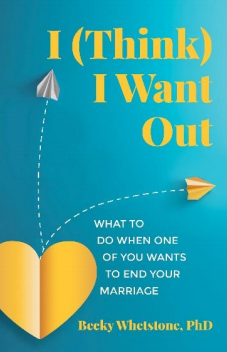 I (Think)
I Want
Out
WHAT TO
DO WHEN ONE
OF YOU WANTS
TO END YOUR
MARRIAGE
Becky Whetstone, PhD